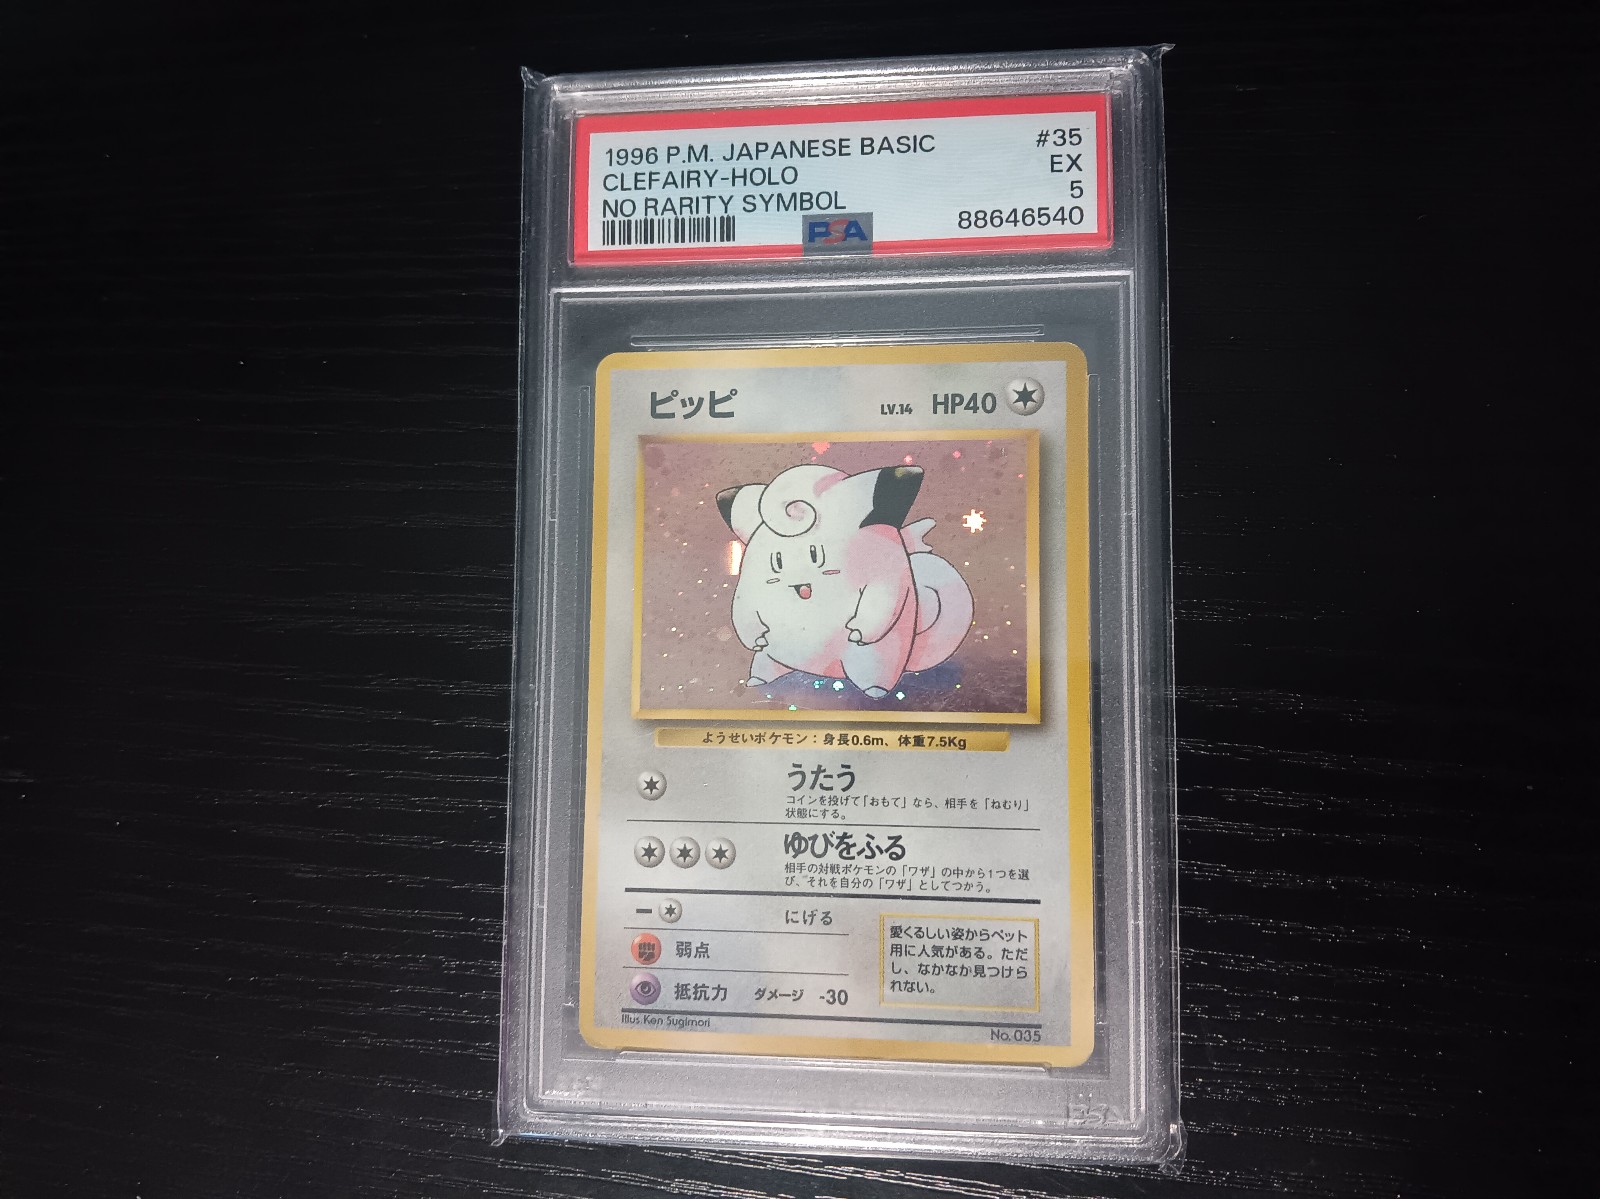 1996 P.M. JAPANESE BASIC #35
CLEFAIRY-HOLO EX
NO RARITY SYMBOL 5
PSA 88646540
ピッピ LV.14 HP40
ようせいポケモン：身長0.6m、体重7.5Kg
うたう
コインを投げて「おもて」なら、相手を「ねむり」
状態にする。
ゆびをふる
相手の対戦ポケモンの「ワザ」の中から1つを選
び、それを自分の「ワザ」としてつかう。
にげる
弱点
抵抗力 ダメージ -30
愛くるしい姿からペット
用に人気がある。ただ
し、なかなか見つけら
れない。
Illus. Ken Sugimori
No. 035
PSA